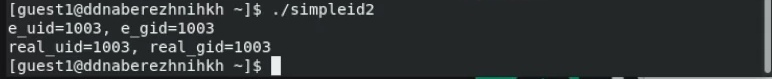 [guest1@ddnaberezhnihkh ~]$ ./simpleid2
e_uid=1003, e_gid=1003
real_uid=1003, real_gid=1003
[guest1@ddnaberezhnihkh ~]$